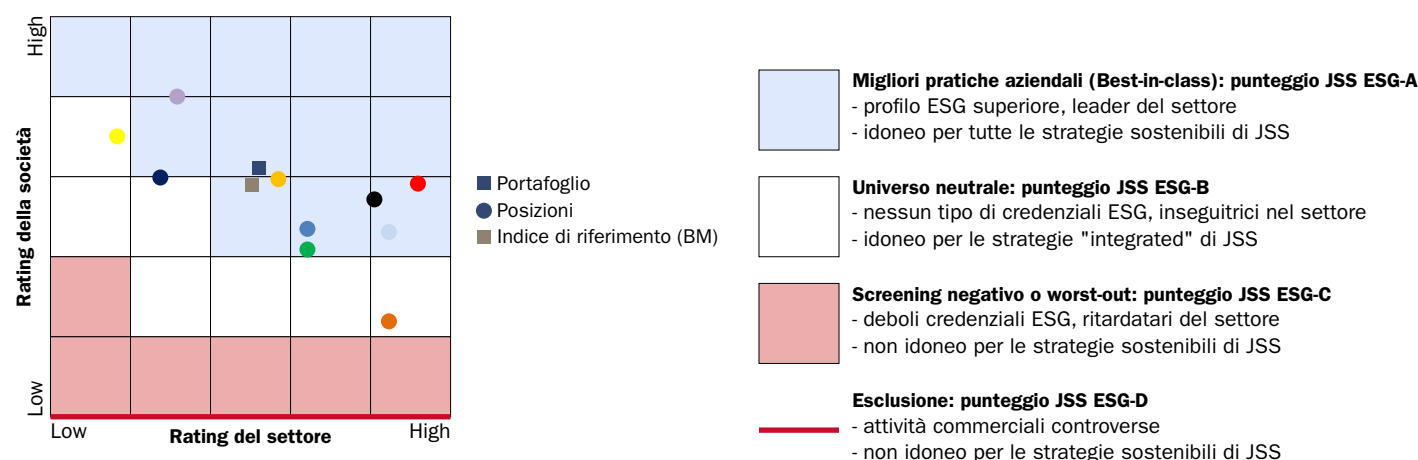 High
Rating della società
Low
Low
Rating del settore
High
Portafoglio
Posizioni
Indice di riferimento (BM)
Migliori pratiche aziendali (Best-in-class): punteggio JSS ESG-A
- profilo ESG superiore, leader del settore
- idoneo per tutte le strategie sostenibili di JSS
Universo neutrale: punteggio JSS ESG-B
- nessun tipo di credenziali ESG, inseguitrici nel settore
- idoneo per le strategie "integrated" di JSS
Screening negativo o worst-out: punteggio JSS ESG-C
- deboli credenziali ESG, ritardatari del settore
- non idoneo per le strategie sostenibili di JSS
Esclusione: punteggio JSS ESG-D
- attività commerciali controverse
- non idoneo per le strategie sostenibili di JSS